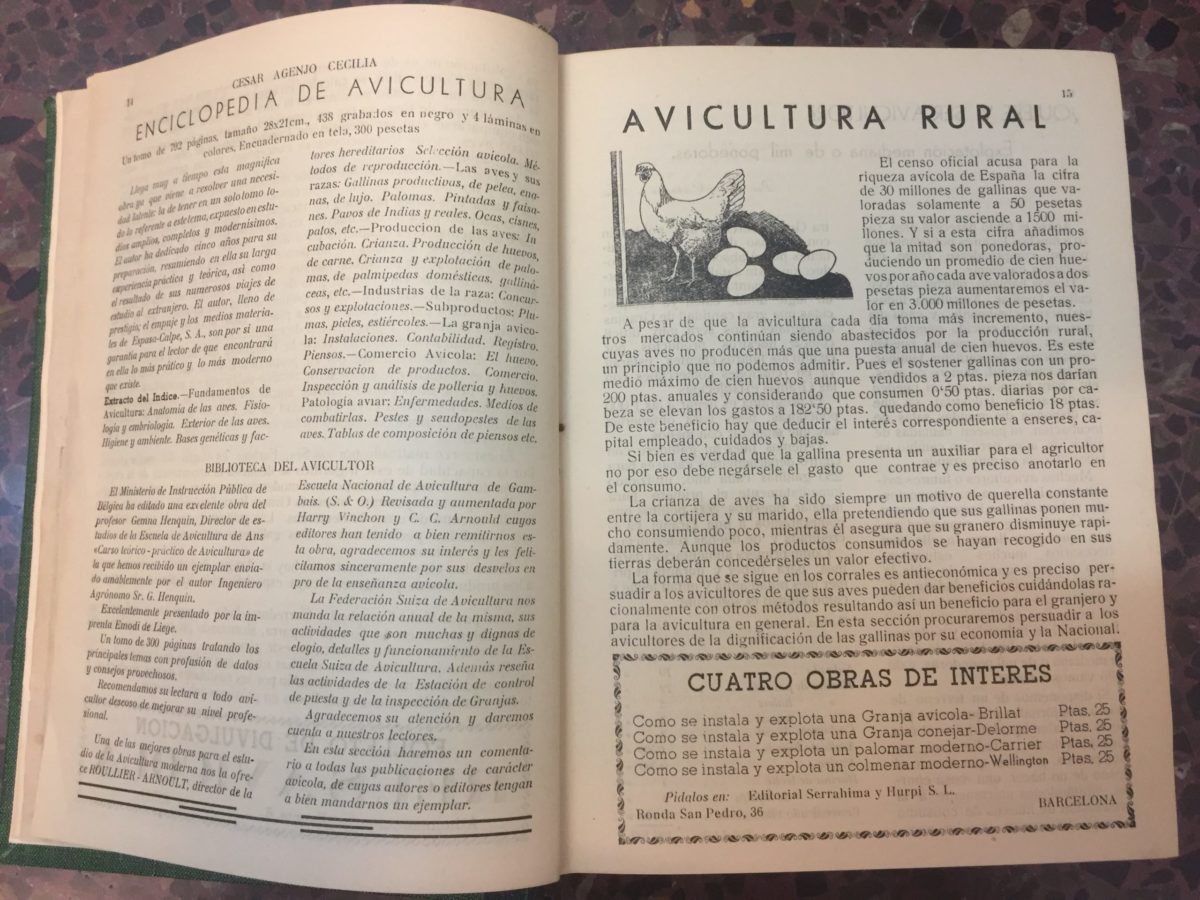 14
CESAR AGENJO CECILIA
ENCICLOPEDIA DE AVICULTURA
Un tomo de 792 páginas, tamaño 28x21cm., 438 grabados en negro y 4 láminas en
colores, Encuadernado en tela, 300 pesetas
Llega muy a tiempo esta magnífica
obra ya que viene a resolver una necesi-
dad latente: la de tener en un solo tomo to-
do lo referente a este tema, expuesto en estu-
dios amplios, completos y modernísimos.
El autor ha dedicado cinco años para su
preparación, resumiendo en ella su larga
experiencia práctica y teórica, así como
el resultado de sus numerosos viajes de
estudio al extranjero. El autor, lleno de
prestigio; el empaje y los medios materia-
les de Espasa-Calpe, S. A., son por si una
garantía para el lector de que encontrará
en ella lo más prático y lo más moderno
que existe.
Extracto del Indice.—Fundamentos de
Avicultura: Anatomia de las aves. Fisio-
logía y embriología. Exterior de las aves.
Higiene y ambiente. Bases genéticas y fac-
tores hereditarios Selección avícola. Mé-
todos de reproducción.—Las aves y sus
razas: Gallinas productivas, de pelea, ena-
nas, de lujo. Palomas. Pintadas y faisa-
nes. Pavos de Indias y reales. Ocas, cisnes,
patos, etc.—Produccion de las aves: In
cubación. Crianza. Producción de huevos,
de carne. Crianza y explotación de palo-
mas, de palmípedas domésticas, galliná-
ceas, etc.—Industrias de la raza: Concur-
sos y explotaciones.—Subproductos: Plu-
mas, pieles, estiércoles.—La granja avico-
la: Instalaciones. Contabilidad. Registro.
Piensos.—Comercio Avícola: El huevo.
Conservacion de productos. Comercio.
Inspección y análisis de pollería y huevos.
Patología aviar: Enfermedades. Medios de
combatirlas. Pestes y seudopestes de las
aves. Tablas de composición de piensos etc.
BIBLIOTECA DEL AVICULTOR
El Ministerio de Instrucción Pública de
Bélgica ha editado una excelente obra del
profesor Gemua Henquin, Director de es-
tudios de la Escuela de Avicultura de Ans
«Carso teórico - práctico de Avicultura» de
la que hemos recibido un ejemplar envia-
do amablemente por el autor Ingeniero
Agrónomo Sr. G. Henquin.
Excelentemente presentado por la im-
prenta Emodi de Liege.
Un tomo de 300 páginas tratando los
principales temas con profusión de datos
y consejos provechosos.
Recomendamos su lectura a todo avi-
cultor deseoso de mejorar su nivel profe-
sional.
Una de las mejores obras para el estu-
dio de la Avicultura moderna nos la ofre-
ce ROULLIER - ARNOULT, director de la
Escuela Nacional de Avicultura de Gam-
bais. (S. & O.) Revisada y aumentada por
Harry Vinchon y C. C. Arnould cuyos
editores han tenido a bien remitirnos es-
ta obra, agradecemos su interés y les feli-
citamos sinceramente por sus desvelos en
pro de la enseñanza avícola.
La Federación Suiza de Avicultura nos
manda la relación anual de la misma, sus
actividades que son muchas y dignas de
elogio, detalles y funcionamiento de la Es-
cuela Suiza de Avicultura. Además reseña
las actividades de la Estación de control
de puesta y de la inspección de Granjas.
Agradecemos su atención y daremos
cuenta a nuestros lectores.
En esta sección haremos un comenta-
rio a todas las publicaciones de carácter
avícola, de cuyas autores o editores tengan
a bien mandarnos un ejemplar.
15
AVICULTURA RURAL
El censo oficial acusa para la
riqueza avícola de España la cifra
de 30 millones de gallinas que va-
loradas solamente a 50 pesetas
pieza su valor asciende a 1500 mi-
llones. Y si a esta cifra añadimos
que la mitad son ponedoras, pro-
duciendo un promedio de cien hue-
vos por año cada ave valorados a dos
pesetas pieza aumentaremos el va-
lor en 3.000 millones de pesetas.
A pesar de que la avicultura cada día toma más incremento, nues-
tros mercados continúan siendo abastecidos por la producción rural,
cuyas aves no producen más que una puesta anual de cien huevos. Es este
un principio que no podemos admitir. Pues el sostener gallinas con un pro-
medio máximo de cien huevos aunque vendidos a 2 ptas. pieza nos darían
200 ptas. anuales y considerando que consumen 0'50 ptas. diarias por ca-
beza se elevan los gastos a 182'50 ptas. quedando como beneficio 18 ptas.
De este beneficio hay que deducir el interés correspondiente a enseres, ca-
pital empleado, cuidados y bajas.
Si bien es verdad que la gallina presenta un auxiliar para el agricultor
no por eso debe negársele el gasto que contrae y es preciso anotarlo en
el consumo.
La crianza de aves ha sido siempre un motivo de querella constante
entre la cortijera y su marido, ella pretendiendo que sus gallinas ponen mu-
cho consumiendo poco, mientras él asegura que su granero disminuye rapi-
damente. Aunque los productos consumidos se hayan recogido en sus
tierras deberán concedérseles un valor efectivo.
La forma que se sigue en los corrales es antieconómica y es preciso per-
suadir a los avicultores de que sus aves pueden dar beneficios cuidándolas ra-
cionalmente con otros métodos resultando así un beneficio para el granjero y
para la avicultura en general. En esta sección procuraremos persuadir a los
avicultores de la dignificación de las gallinas por su economía y la Nacional.
CUATRO OBRAS DE INTERES
Como se instala y explota una Granja avícola- Brillat Ptas, 25
Como se instala y explota una Granja conejar-Delorme Ptas. 25
Como se instala y explota un palomar moderno-Carrier Ptas. 25
Como se instala y explota un colmenar moderno-Wellington Ptas, 25
Pídalos en: Editorial Serrahima y Hurpi S. L.
Ronda San Pedro, 36 BARCELONA